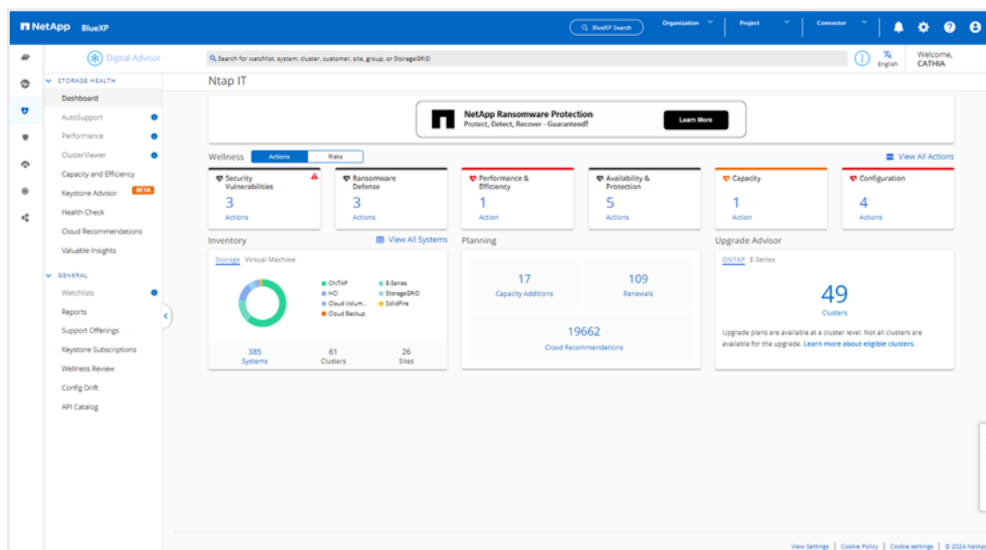 NetApp BlueXP
BlueXP Search
Organization
Project
Connector
Digital Advisor
Search for watchlist, system, cluster, customer, site, group, or StorageGRID
English
Welcome,
CATHIA
STORAGE HEALTH
Dashboard
AutoSupport
Performance
ClusterViewer
Capacity and Efficiency
Keystone Advisor BETA
Health Check
Cloud Recommendations
Valuable Insights
GENERAL
Watchlists
Reports
Support Offerings
Keystone Subscriptions
Wellness Review
Config Drift
API Catalog
Ntap IT
NetApp Ransomware Protection
Protect, Detect, Recover - Guaranteed!!
Learn More
Wellness Actions Risks
View All Actions
Security
Vulnerabilities
3
Actions
Ransomware
Defense
3
Actions
Performance &
Efficiency
1
Action
Availability &
Protection
5
Actions
Capacity
1
Action
Configuration
4
Actions
Inventory
View All Systems
Storage Virtual Machine
ONTAP
E-Series
HCI
StorageGRID
Cloud Volum...
SolidFire
Cloud Backup
385
Systems
61
Clusters
26
Sites
Planning
17
Capacity Additions
109
Renewals
19662
Cloud Recommendations
Upgrade Advisor
ONTAP E-Series
49
Clusters
Upgrade plans are available at a cluster level. Not all clusters are
available for the upgrade. Learn more about eligible clusters.
View Settings | Cookie Policy | Cookie settings | © 2024 NetApp